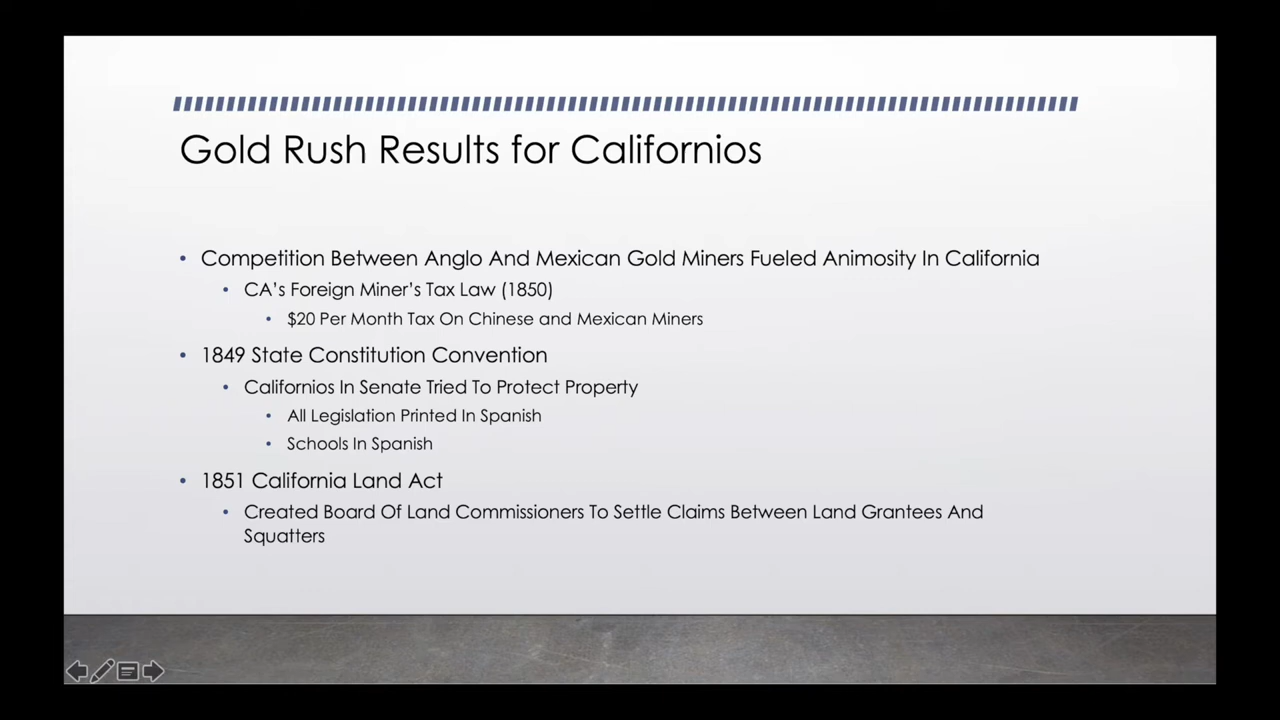 Gold Rush Results for Californios
• Competition Between Anglo And Mexican Gold Miners Fueled Animosity In California
• CA's Foreign Miner's Tax Law (1850)
• $20 Per Month Tax On Chinese and Mexican Miners
• 1849 State Constitution Convention
• Californios In Senate Tried To Protect Property
• All Legislation Printed In Spanish
• Schools In Spanish
• 1851 California Land Act
• Created Board Of Land Commissioners To Settle Claims Between Land Grantees And
Squatters